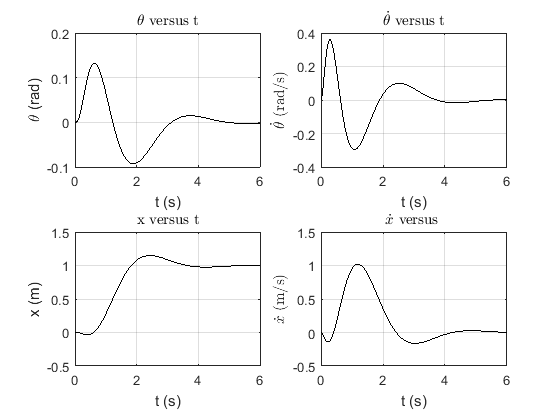 θ versus t
0.2
0.1
0
-0.1
θ (rad)
0 2 4 6
t (s)
θ̇ versus t
0.4
0.2
0
-0.2
-0.4
θ̇ (rad/s)
0 2 4 6
t (s)
x versus t
1.5
1
0.5
0
-0.5
x (m)
0 2 4 6
t (s)
ẋ versus
1.5
1
0.5
0
-0.5
ẋ (m/s)
0 2 4 6
t (s)